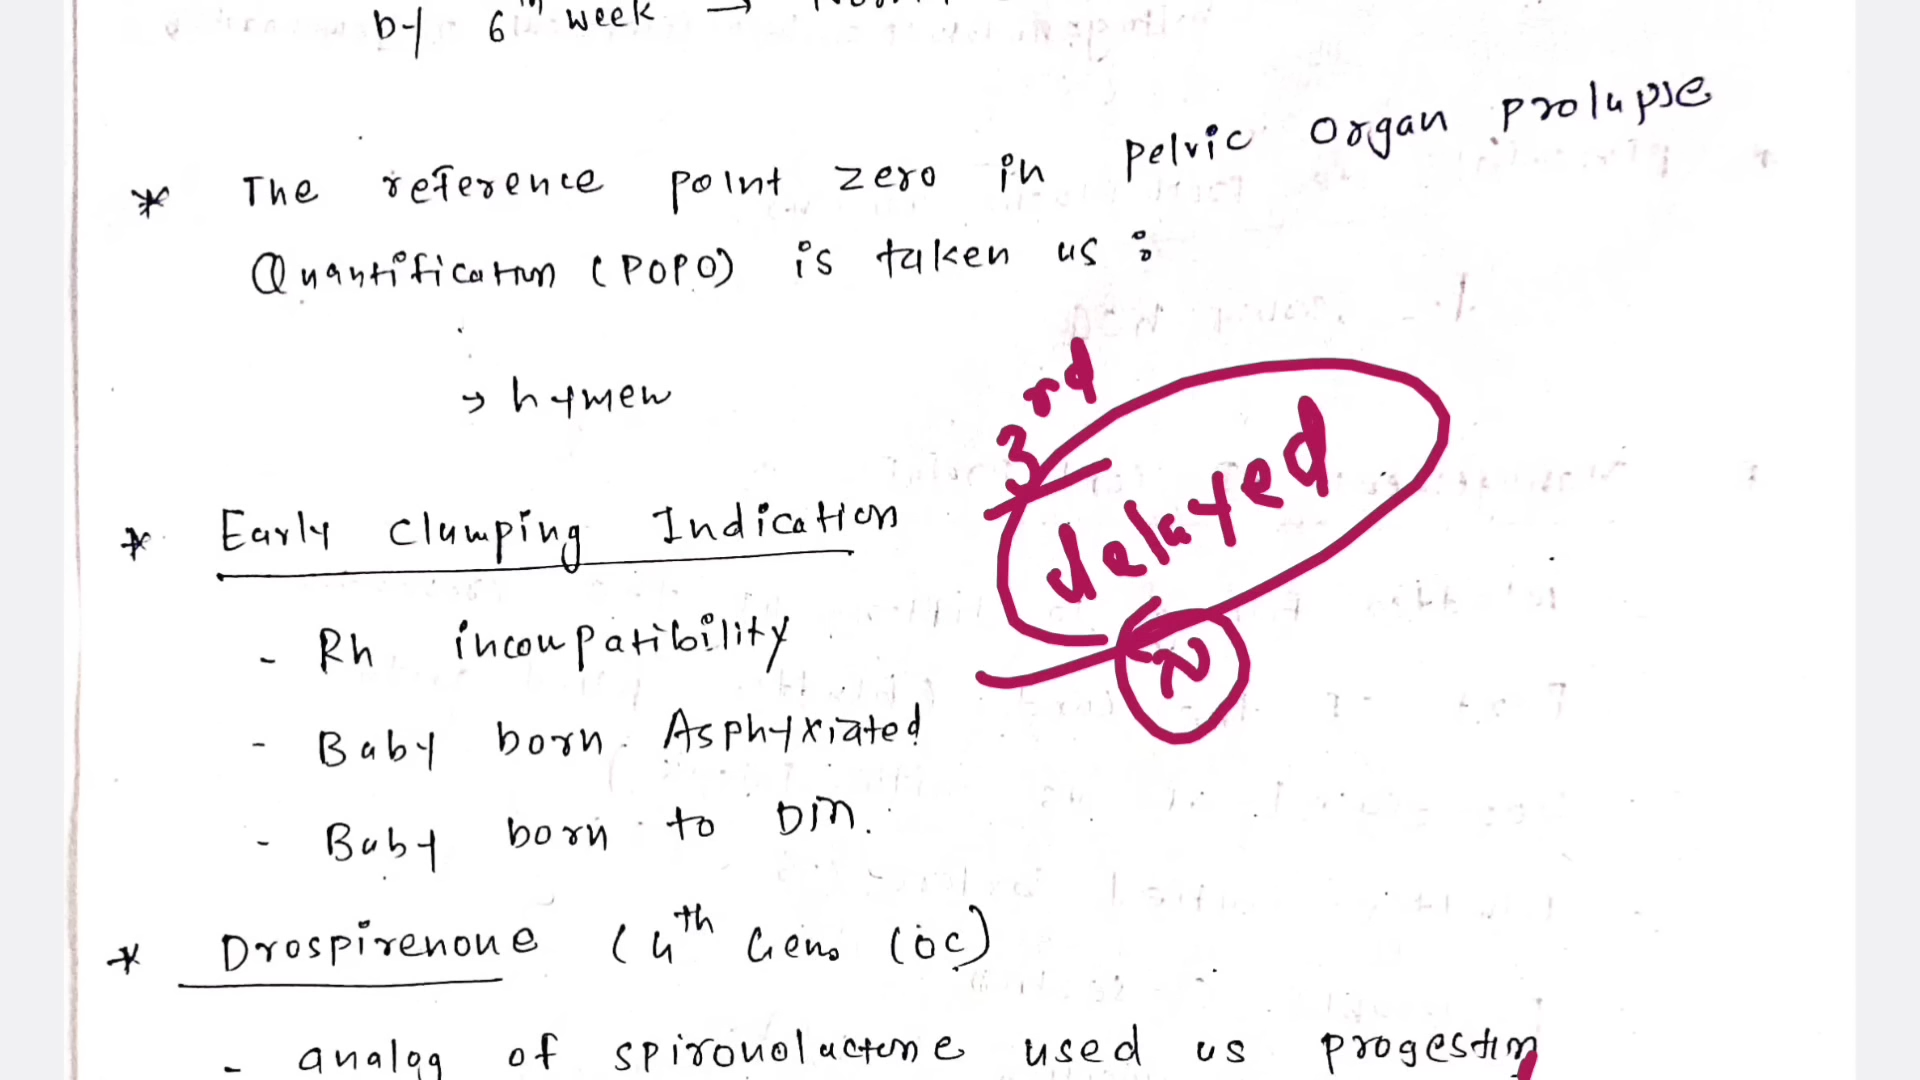 by 6th week →
* The reference point zero in pelvic organ prolapse
Quantification (POPQ) is taken as :
→ hymen
3rd
delayed
N
* Early Clamping Indication
- Rh incompatibility
- Baby born Asphyxiated
- Baby born to DM.
* Drospirenone (4th Gen. COC)
- analog of spironolactone used as progestin